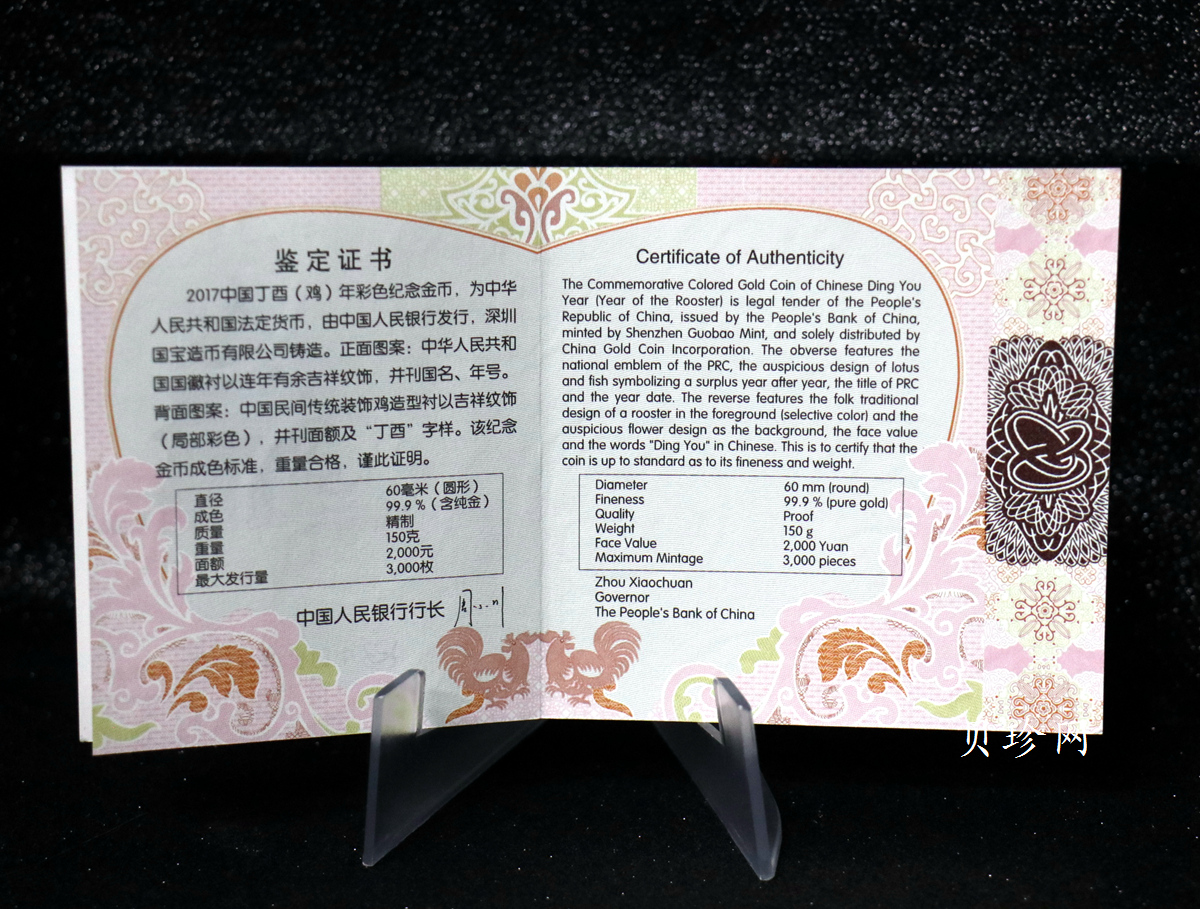 鉴定证书
2017中国丁酉（鸡）年彩色纪念金币，为中华
人民共和国法定货币，由中国人民银行发行，深圳
国宝造币有限公司铸造。正面图案：中华人民共和
国国徽衬以连年有余吉祥纹饰，并刊国名、年号。
背面图案：中国民间传统装饰鸡造型衬以吉祥纹饰
（局部彩色），并刊面额及“丁酉”字样。该纪念
金币成色标准，重量合格，谨此证明。
直径 60毫米（圆形）
成色 99.9%（含纯金）
质量 精制
重量 150克
面额 2,000元
最大发行量 3,000枚
中国人民银行行长
Certificate of Authenticity
The Commemorative Colored Gold Coin of Chinese Ding You
Year (Year of the Rooster) is legal tender of the People's
Republic of China, issued by the People's Bank of China,
minted by Shenzhen Guobao Mint, and solely distributed by
China Gold Coin Incorporation. The obverse features the
national emblem of the PRC, the auspicious design of lotus
and fish symbolizing a surplus year after year, the title of PRC
and the year date. The reverse features the folk traditional
design of a rooster in the foreground (selective color) and the
auspicious flower design as the background, the face value
and the words "Ding You" in Chinese. This is to certify that the
coin is up to standard as to its fineness and weight.
Diameter 60 mm (round)
Fineness 99.9 % (pure gold)
Quality Proof
Weight 150 g
Face Value 2,000 Yuan
Maximum Mintage 3,000 pieces
Zhou Xiaochuan
Governor
The People's Bank of China
贝珍网